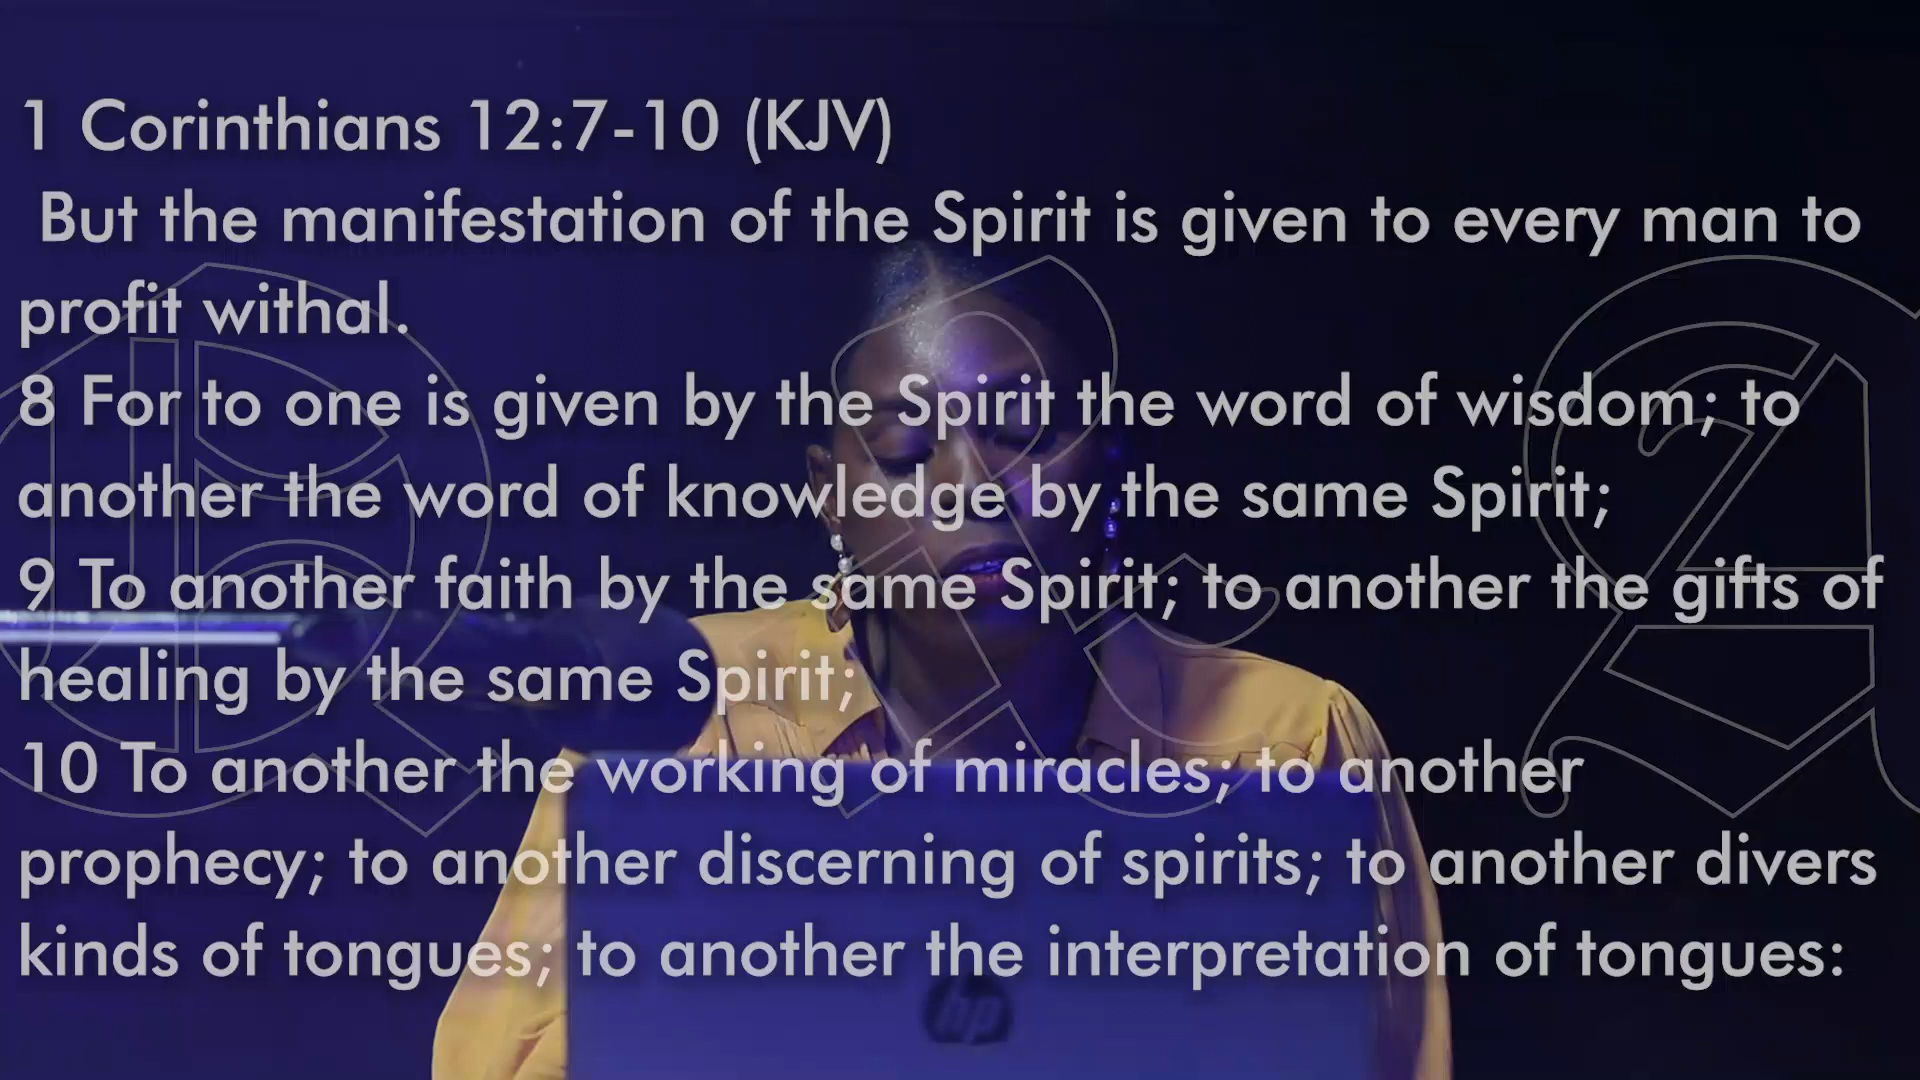 1 Corinthians 12:7-10 (KJV)
But the manifestation of the Spirit is given to every man to
profit withal.
8 For to one is given by the Spirit the word of wisdom; to
another the word of knowledge by the same Spirit;
9 To another faith by the same Spirit; to another the gifts of
healing by the same Spirit;
10 To another the working of miracles; to another
prophecy; to another discerning of spirits; to another divers
kinds of tongues; to another the interpretation of tongues:
hp